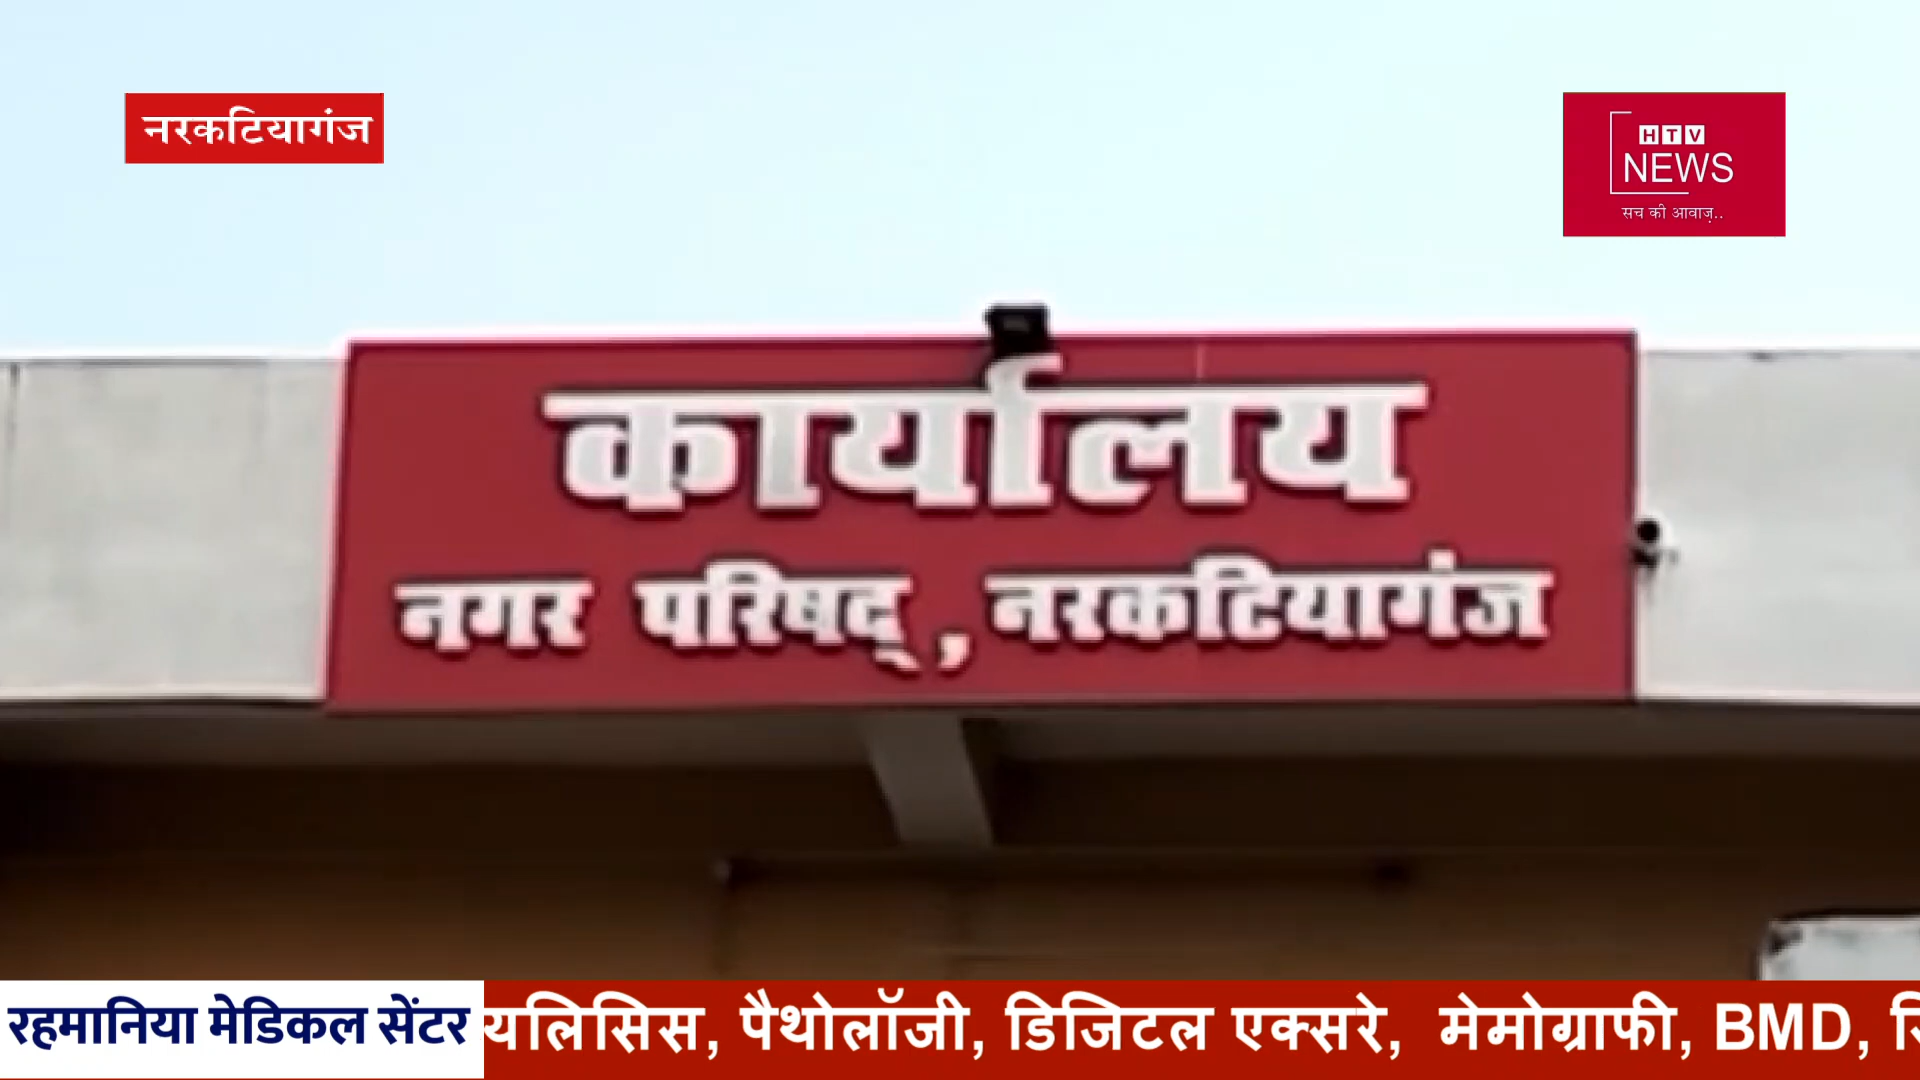 नरकटियागंज
HTV
NEWS
सच की आवाज़..
कार्यालय
नगर परिषद्, नरकटियागंज
रहमानिया मेडिकल सेंटर
यलिसिस, पैथोलॉजी, डिजिटल एक्सरे, मेमोग्राफी, BMD,